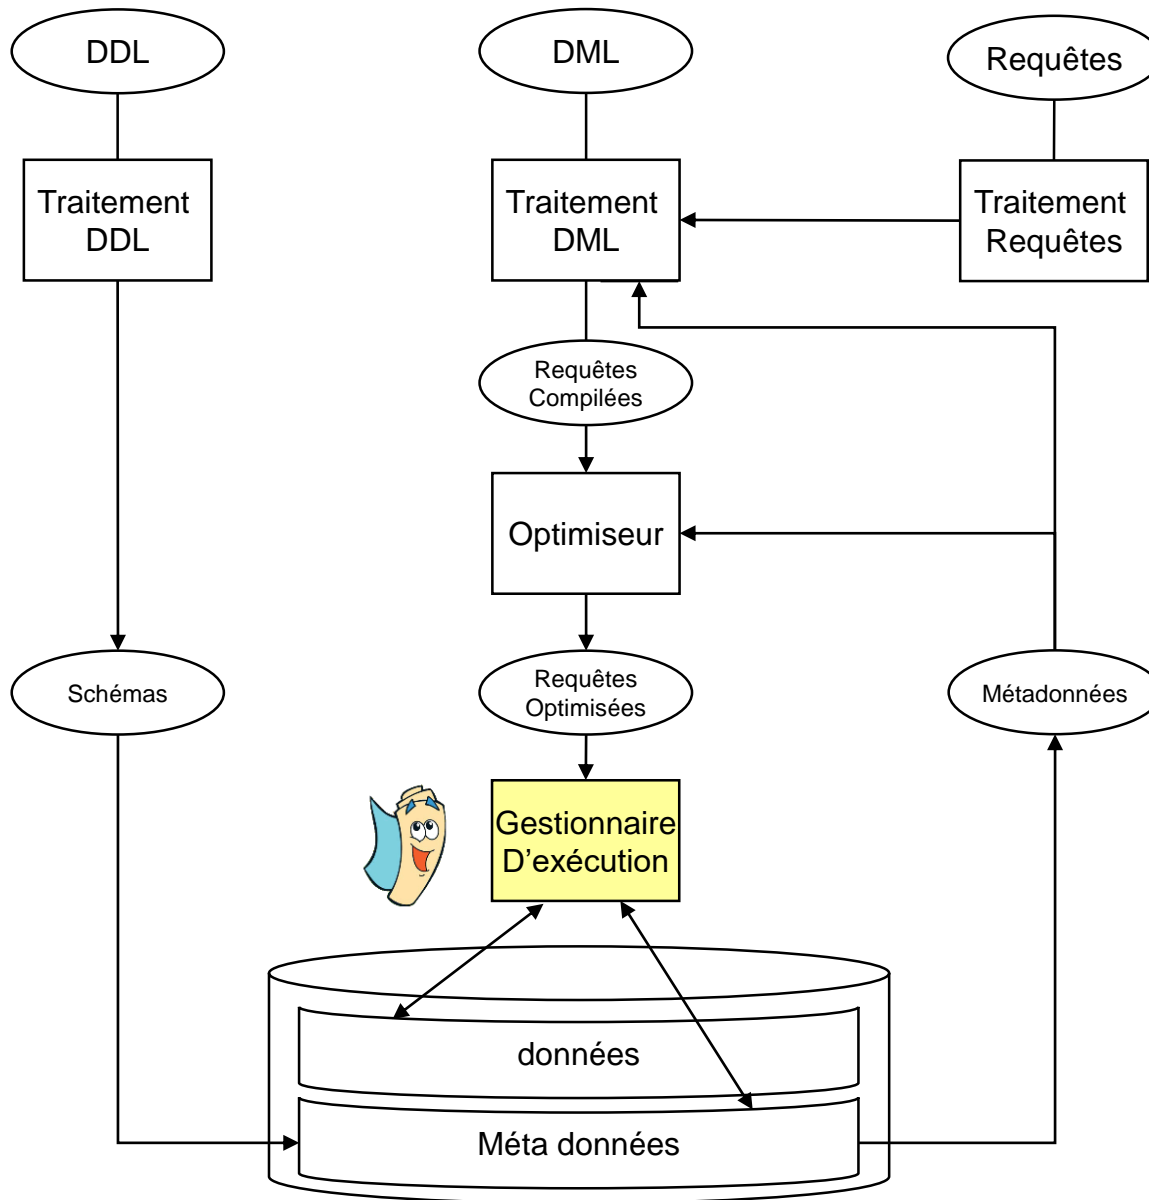 DDL
DML
Requêtes
Traitement
DDL
Traitement
DML
Traitement
Requêtes
Requêtes
Compilées
Optimiseur
Schémas
Requêtes
Optimisées
Métadonnées
Gestionnaire
D’exécution
données
Méta données